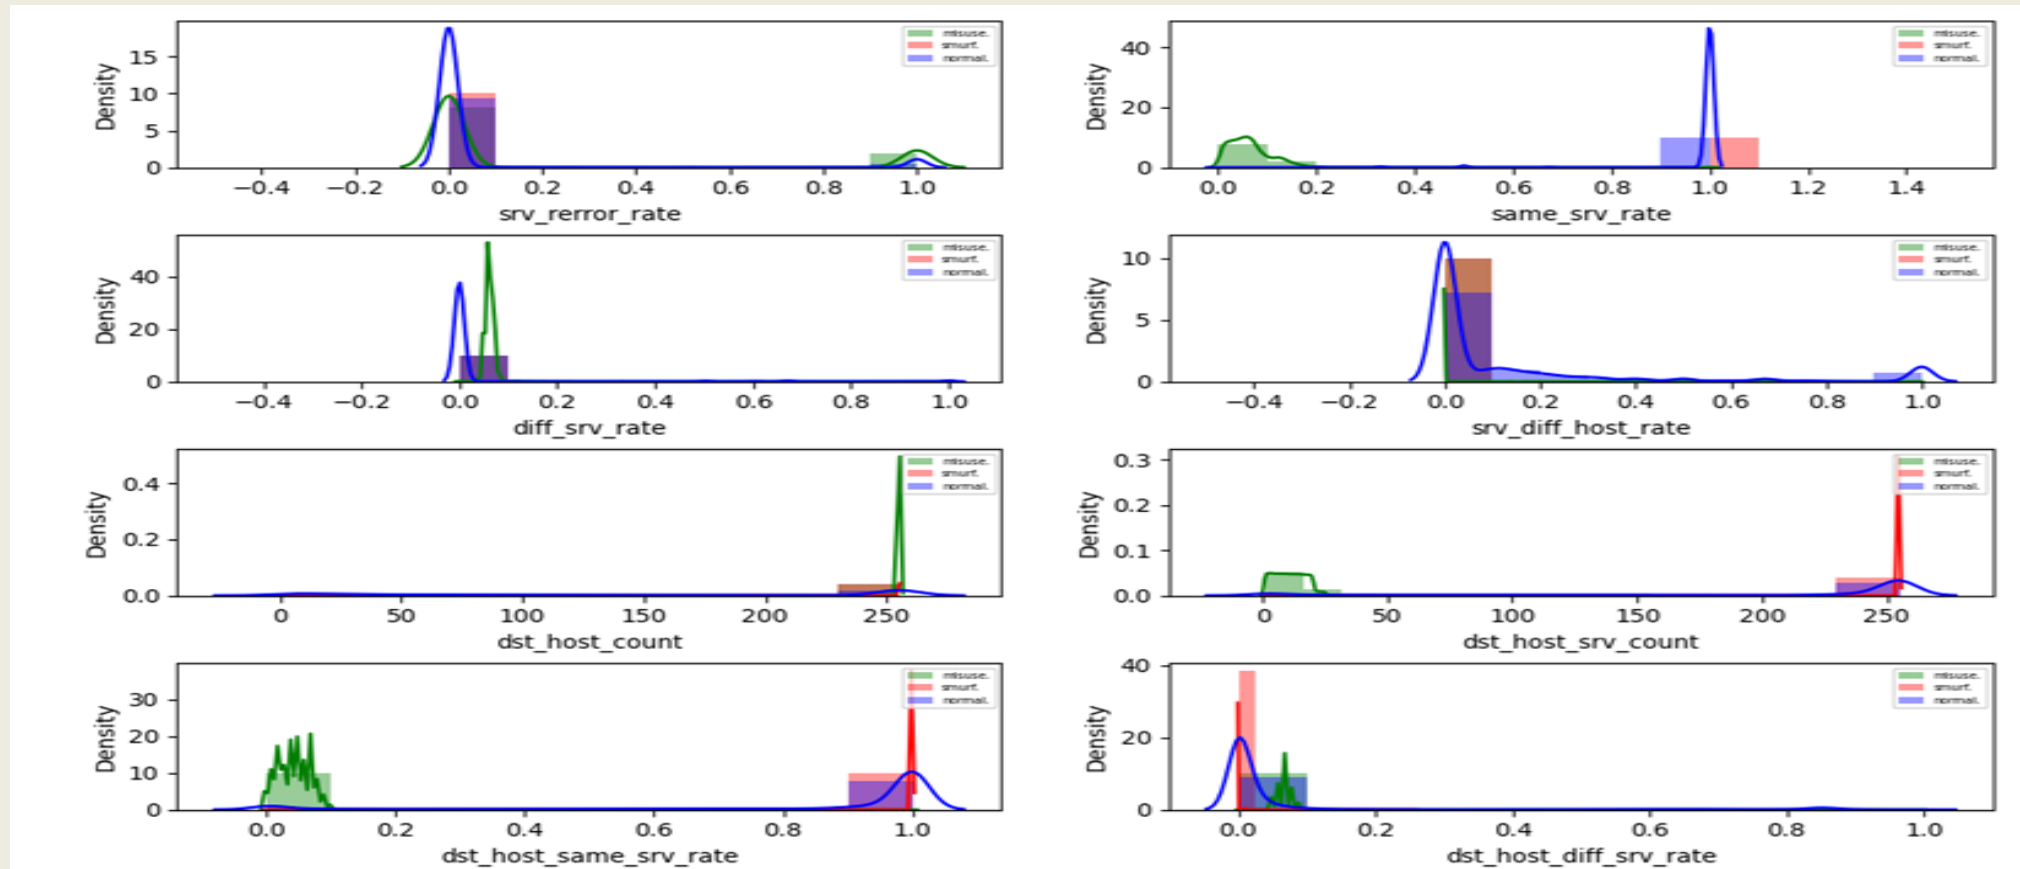 Density
15
10
5
0
misuse.
smurf.
normal.
−0.4 −0.2 0.0 0.2 0.4 0.6 0.8 1.0
srv_rerror_rate
Density
40
20
0
misuse.
smurf.
normal.
0.0 0.2 0.4 0.6 0.8 1.0 1.2 1.4
same_srv_rate
Density
40
20
0
misuse.
smurf.
normal.
−0.4 −0.2 0.0 0.2 0.4 0.6 0.8 1.0
diff_srv_rate
Density
10
5
0
misuse.
smurf.
normal.
−0.4 −0.2 0.0 0.2 0.4 0.6 0.8 1.0
srv_diff_host_rate
Density
0.4
0.2
0.0
misuse.
smurf.
normal.
0 50 100 150 200 250
dst_host_count
Density
0.3
0.2
0.1
0.0
misuse.
smurf.
normal.
0 50 100 150 200 250
dst_host_srv_count
Density
30
20
10
0
misuse.
smurf.
normal.
0.0 0.2 0.4 0.6 0.8 1.0
dst_host_same_srv_rate
Density
40
20
0
misuse.
smurf.
normal.
0.0 0.2 0.4 0.6 0.8 1.0
dst_host_diff_srv_rate